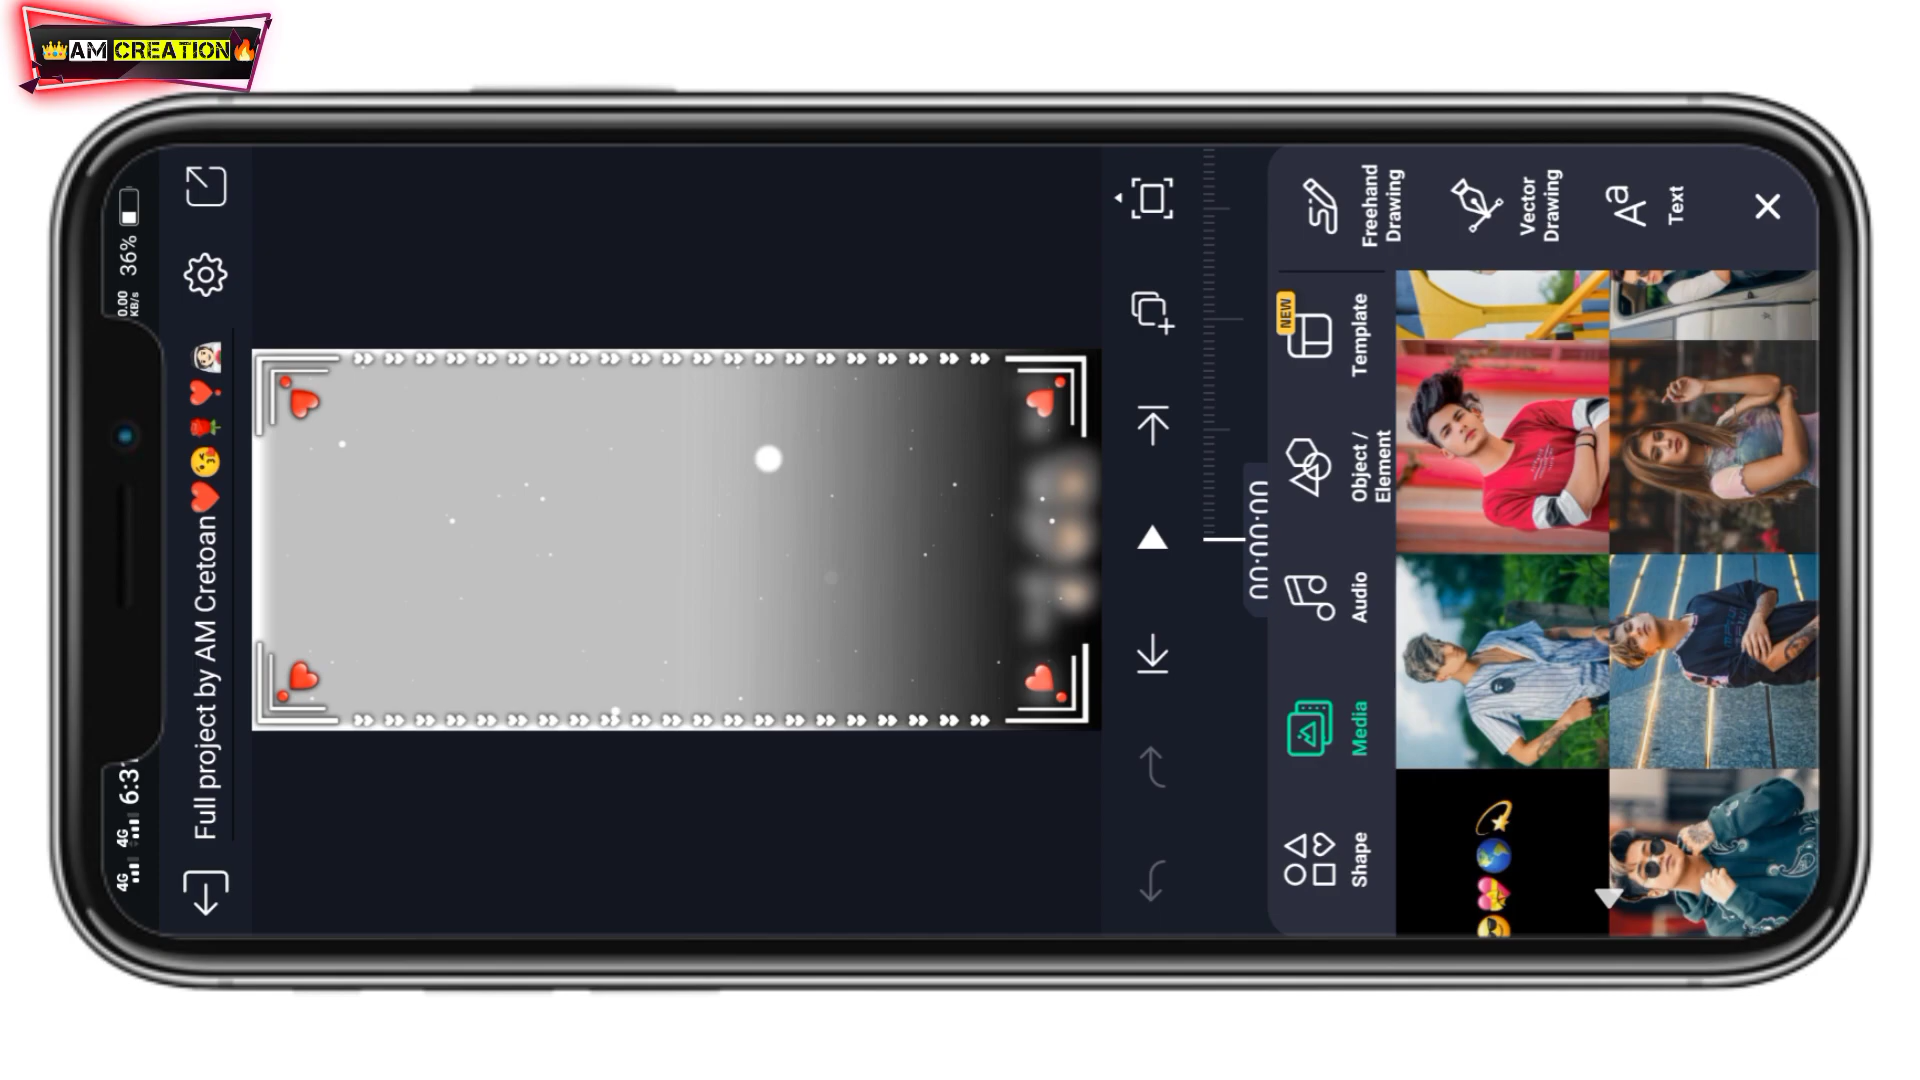 👑AM CREATION🔥
4G 4G 6:3
0.00
KB/s
36%
Full project by AM Cretoan❤️😘🌹❣️👰🏻
00:00:00
Shape
Media
Audio
Object /
Element
NEW
Template
Freehand
Drawing
Vector
Drawing
Aa
Text